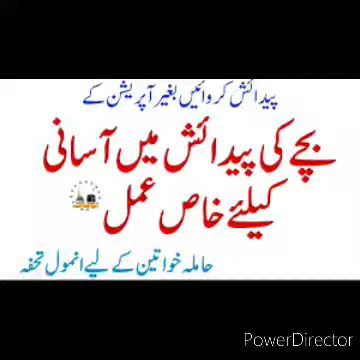 پیدائش کروائیں بغیر آپریشن کے
بچے کی پیدائش میں آسانی
کیلئے خاص عمل
حاملہ خواتین کے لیے انمول تحفہ
PowerDirector